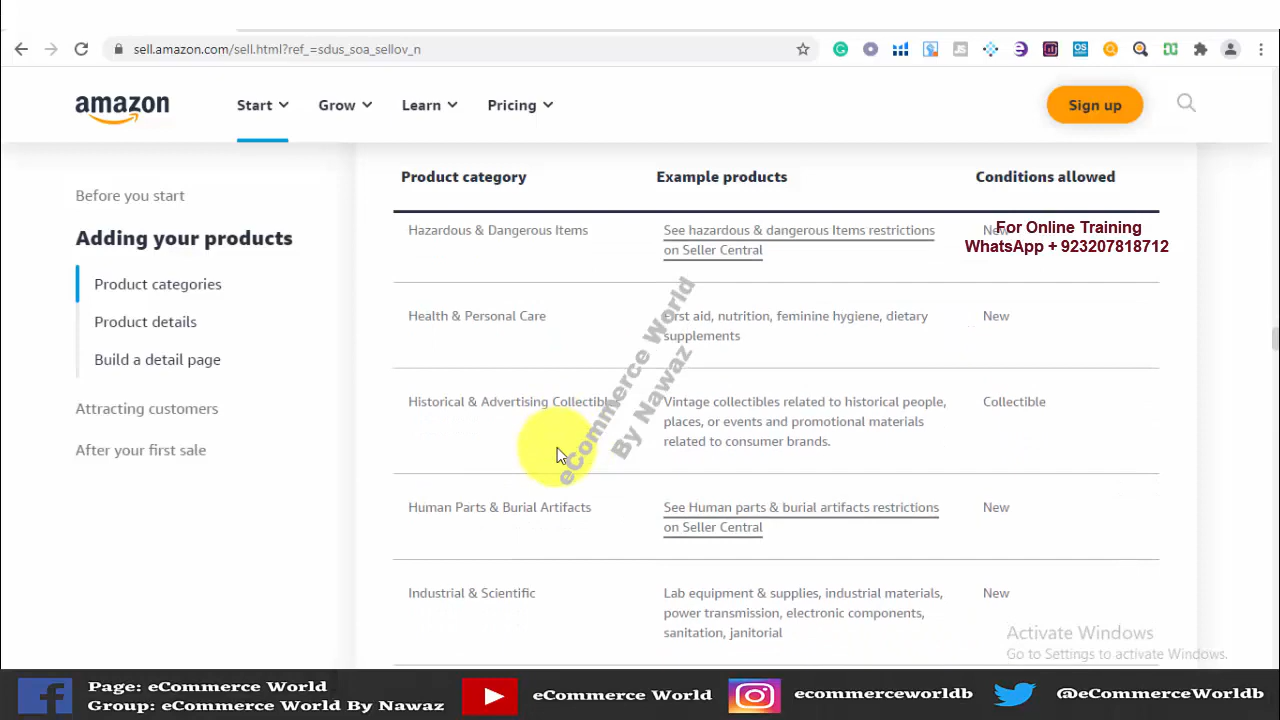 sell.amazon.com/sell.html?ref_=sdus_soa_sellov_n
amazon
Start
Grow
Learn
Pricing
Sign up
Before you start
Adding your products
Product categories
Product details
Build a detail page
Attracting customers
After your first sale
Product category
Example products
Conditions allowed
Hazardous & Dangerous Items
See hazardous & dangerous Items restrictions
on Seller Central
New
For Online Training
WhatsApp + 923207818712
Health & Personal Care
First aid, nutrition, feminine hygiene, dietary
supplements
New
Historical & Advertising Collectibles
Vintage collectibles related to historical people,
places, or events and promotional materials
related to consumer brands.
Collectible
Human Parts & Burial Artifacts
See Human parts & burial artifacts restrictions
on Seller Central
New
Industrial & Scientific
Lab equipment & supplies, industrial materials,
power transmission, electronic components,
sanitation, janitorial
New
eCommerce World
By Nawaz
Activate Windows
Go to Settings to activate Windows.
Page: eCommerce World
Group: eCommerce World By Nawaz
eCommerce World
ecommerceworldb
@eCommerceWorldb